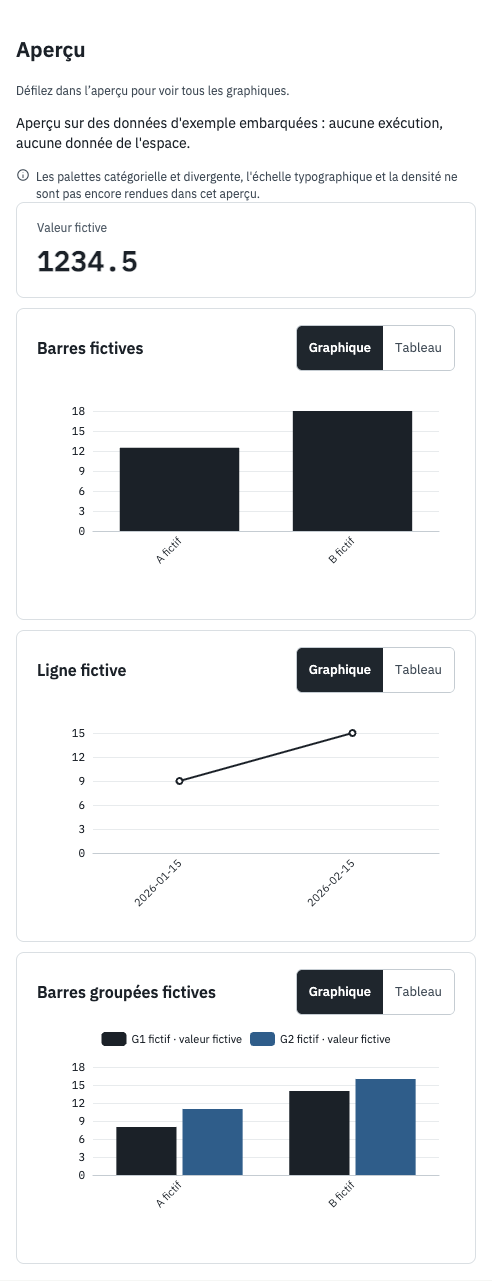 Aperçu
Défilez dans l’aperçu pour voir tous les graphiques.
Aperçu sur des données d'exemple embarquées : aucune exécution,
aucune donnée de l'espace.
Les palettes catégorielle et divergente, l'échelle typographique et la densité ne
sont pas encore rendues dans cet aperçu.
Valeur fictive
1234.5
Barres fictives
Graphique
Tableau
18
15
12
9
6
3
0
A fictif
B fictif
Ligne fictive
Graphique
Tableau
15
12
9
6
3
0
2026-01-15
2026-02-15
Barres groupées fictives
Graphique
Tableau
G1 fictif · valeur fictive
G2 fictif · valeur fictive
18
15
12
9
6
3
0
A fictif
B fictif